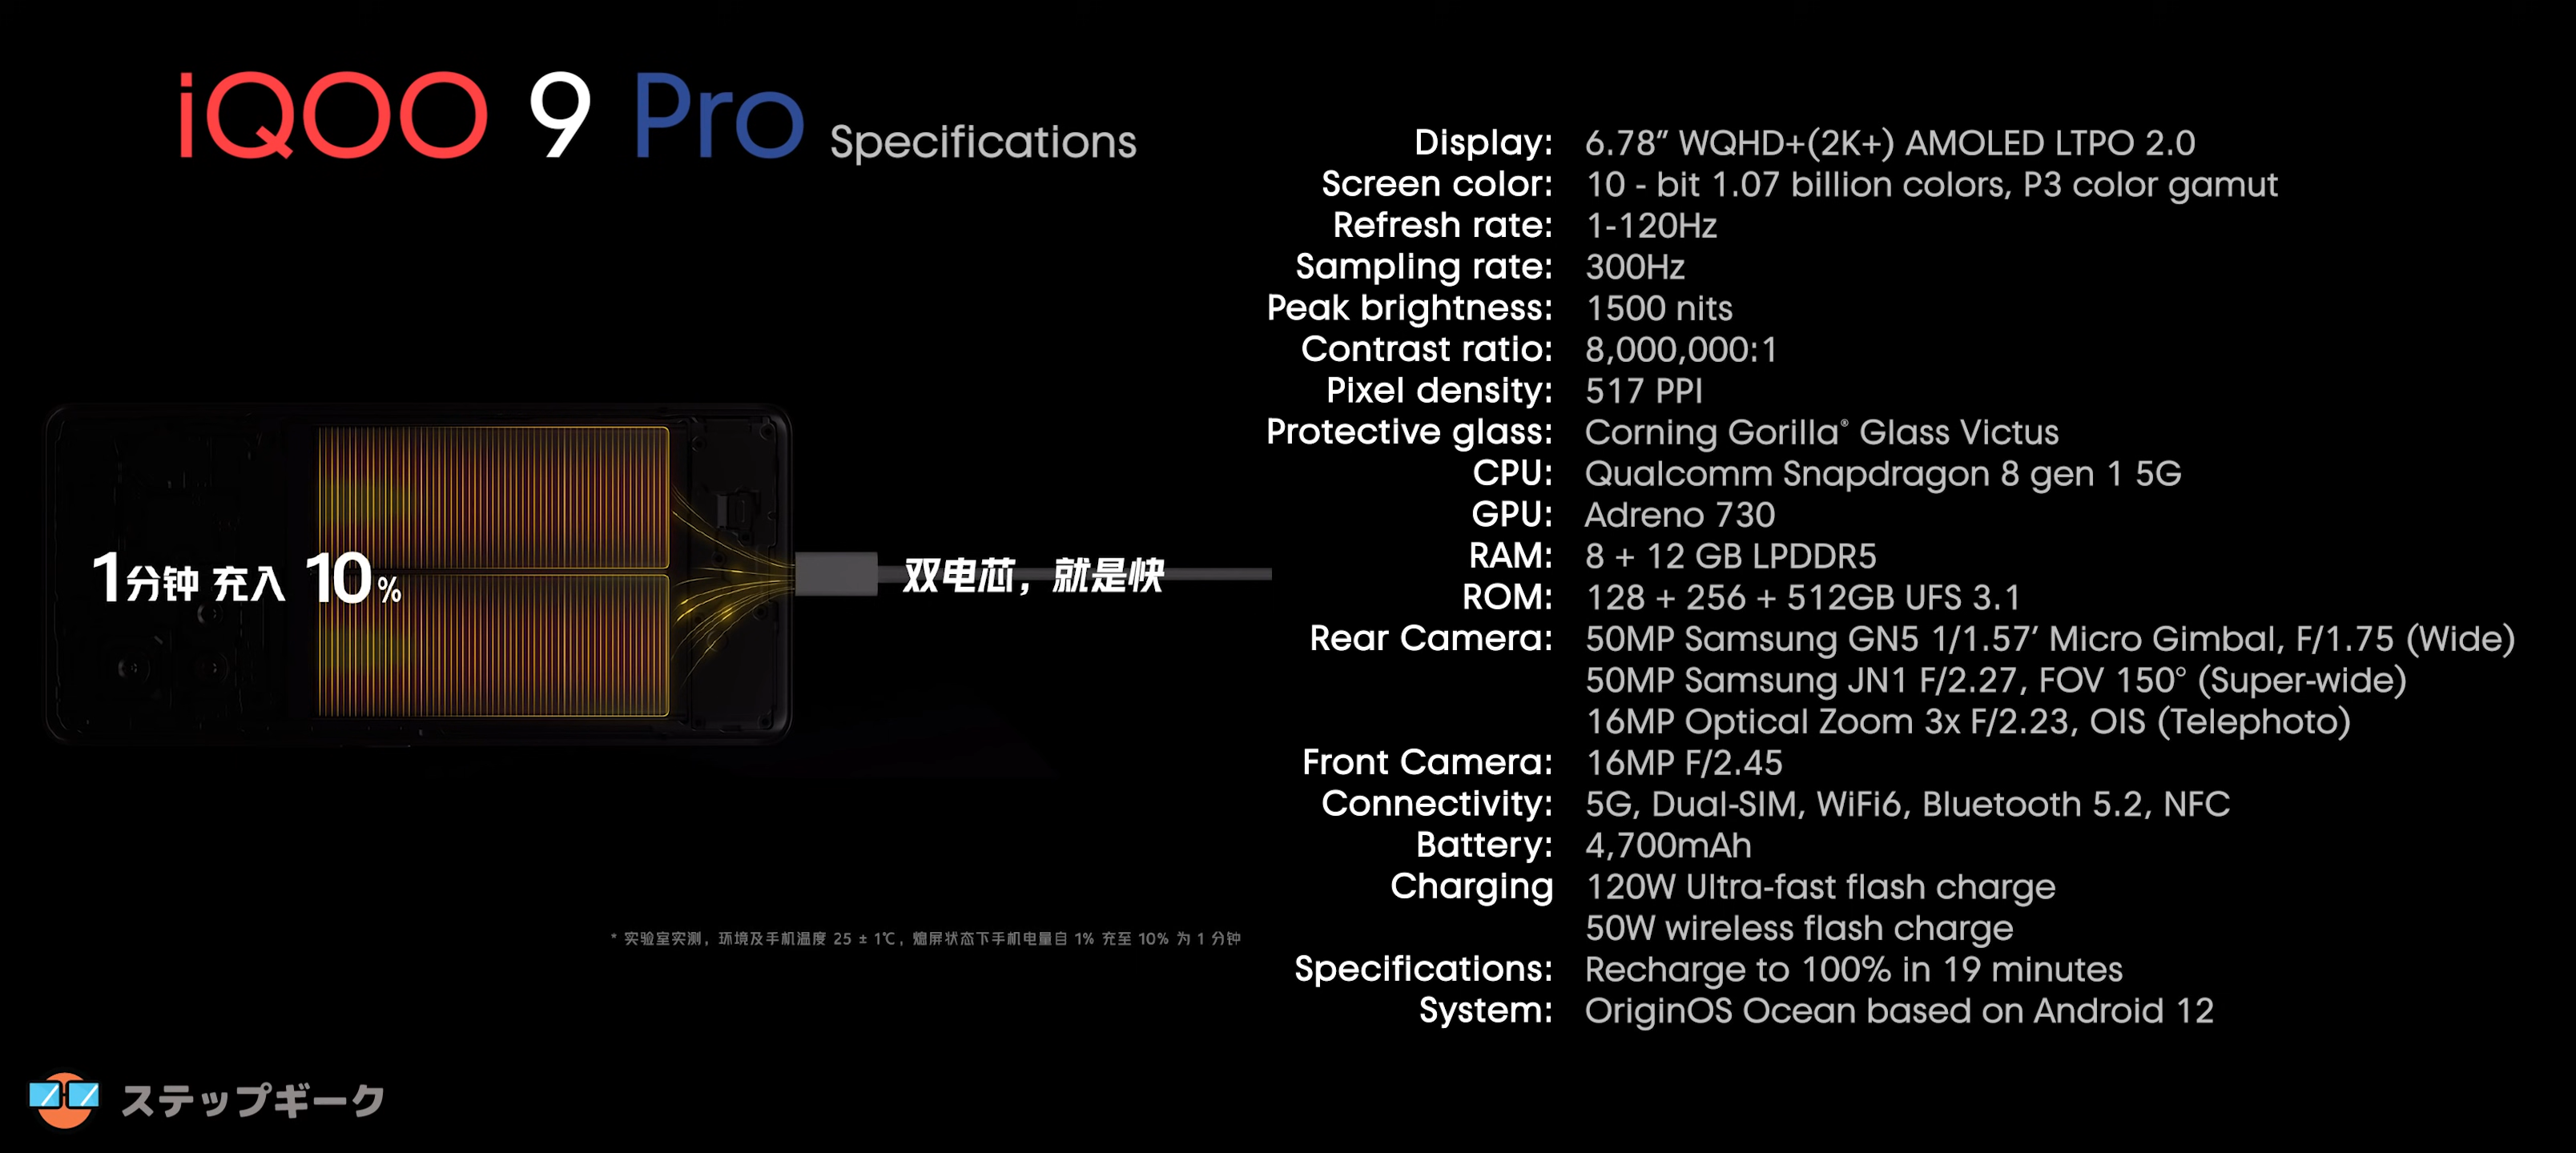 iQOO 9 Pro Specifications
1分钟 充入 10%
双电芯，就是快
* 实验室实测，环境及手机温度 25 ± 1℃，熄屏状态下手机电量自 1% 充至 10% 为 1 分钟
Display: 6.78” WQHD+(2K+) AMOLED LTPO 2.0
Screen color: 10 - bit 1.07 billion colors, P3 color gamut
Refresh rate: 1-120Hz
Sampling rate: 300Hz
Peak brightness: 1500 nits
Contrast ratio: 8,000,000:1
Pixel density: 517 PPI
Protective glass: Corning Gorilla® Glass Victus
CPU: Qualcomm Snapdragon 8 gen 1 5G
GPU: Adreno 730
RAM: 8 + 12 GB LPDDR5
ROM: 128 + 256 + 512GB UFS 3.1
Rear Camera: 50MP Samsung GN5 1/1.57’ Micro Gimbal, F/1.75 (Wide)
50MP Samsung JN1 F/2.27, FOV 150° (Super-wide)
16MP Optical Zoom 3x F/2.23, OIS (Telephoto)
Front Camera: 16MP F/2.45
Connectivity: 5G, Dual-SIM, WiFi6, Bluetooth 5.2, NFC
Battery: 4,700mAh
Charging 120W Ultra-fast flash charge
50W wireless flash charge
Specifications: Recharge to 100% in 19 minutes
System: OriginOS Ocean based on Android 12
ステップギーク